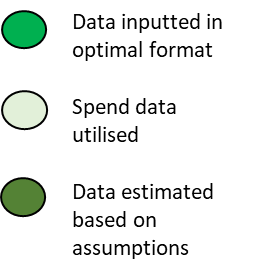 Data inputted in
optimal format
Spend data
utilised
Data estimated
based on
assumptions